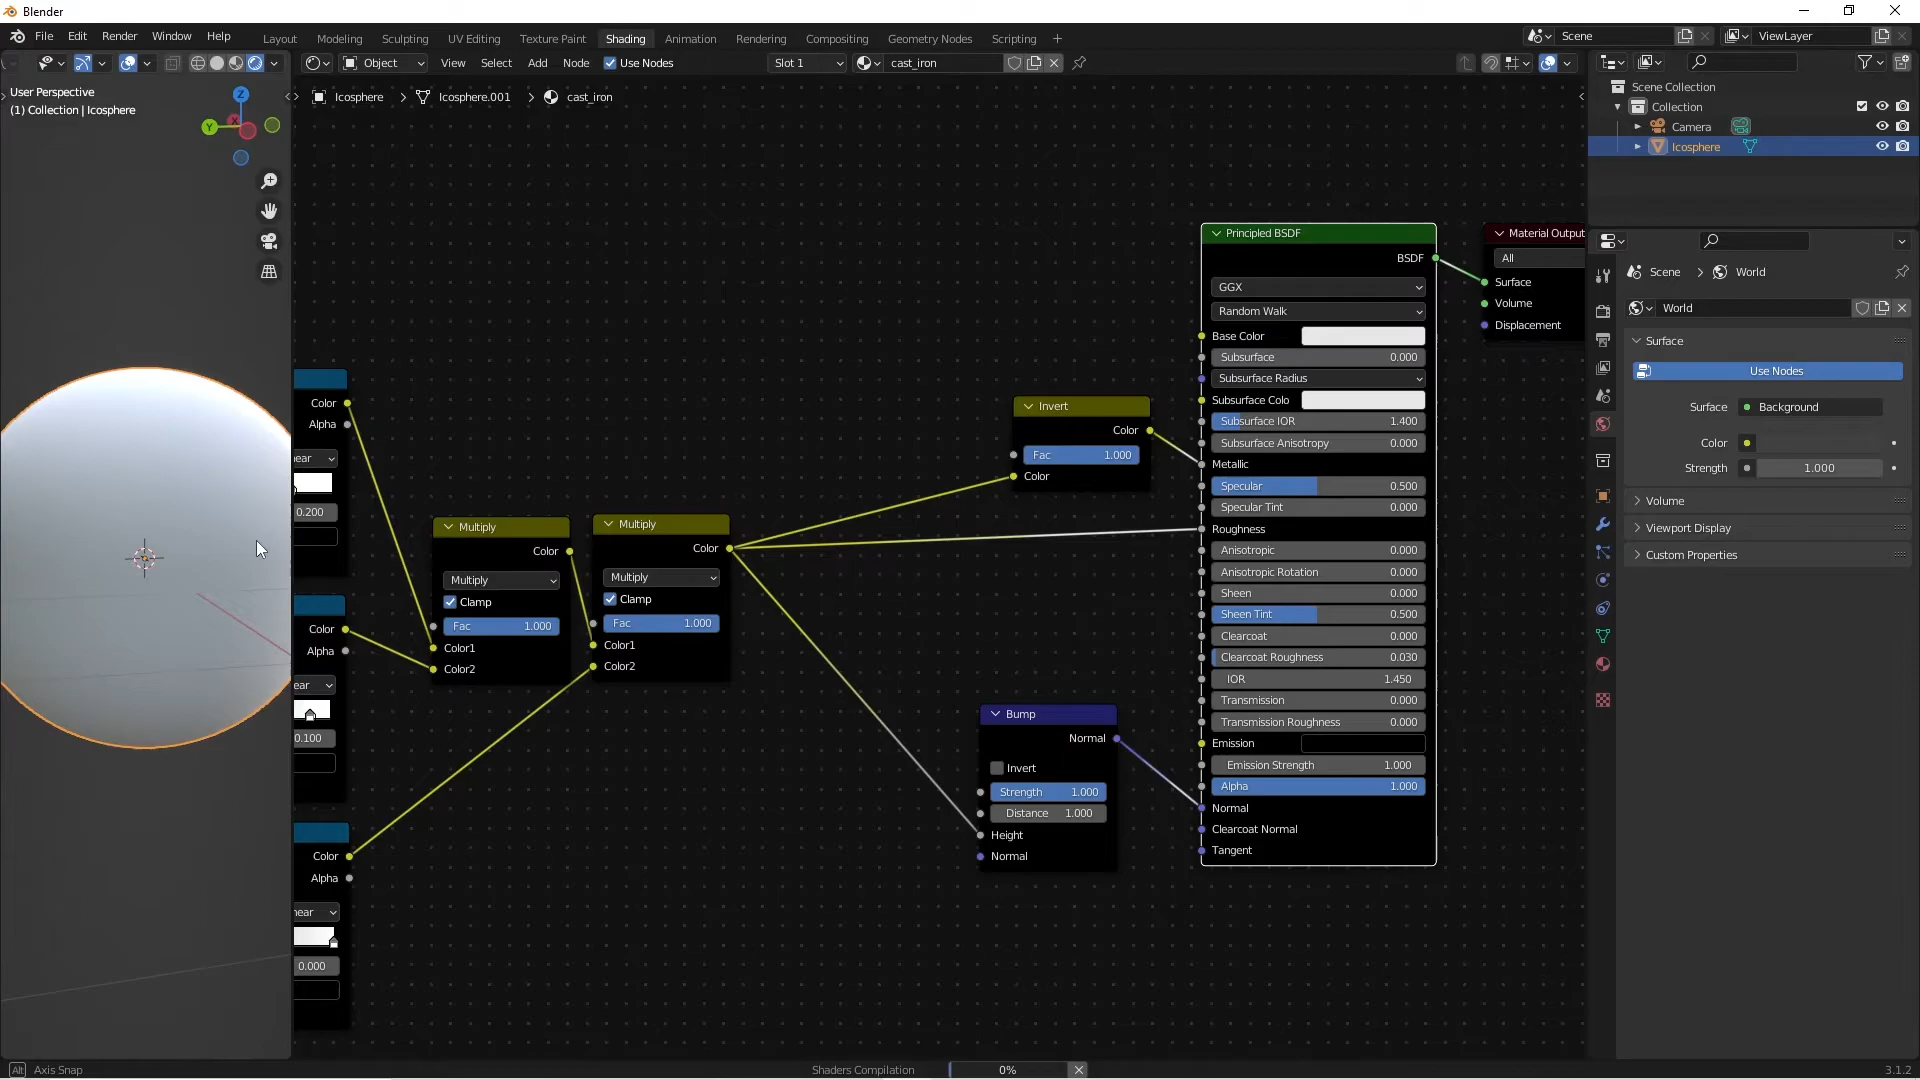 Blender
File Edit Render Window Help
Layout Modeling Sculpting UV Editing Texture Paint Shading Animation Rendering Compositing Geometry Nodes Scripting +
Scene
ViewLayer
Object View Select Add Node Use Nodes
Slot 1
cast_iron
User Perspective
(1) Collection | Icosphere
Z
Y
X
Icosphere > Icosphere.001 > cast_iron
Scene Collection
Collection
Camera
Icosphere
Scene > World
World
Surface
Use Nodes
Surface Background
Color
Strength 1.000
Volume
Viewport Display
Custom Properties
Color
Alpha
near
0.200
Color
Alpha
ear
0.100
Color
Alpha
near
0.000
Multiply
Color
Multiply
Clamp
Fac 1.000
Color1
Color2
Multiply
Color
Multiply
Clamp
Fac 1.000
Color1
Color2
Invert
Color
Fac 1.000
Color
Bump
Normal
Invert
Strength 1.000
Distance 1.000
Height
Normal
Principled BSDF
BSDF
GGX
Random Walk
Base Color
Subsurface 0.000
Subsurface Radius
Subsurface Colo
Subsurface IOR 1.400
Subsurface Anisotropy 0.000
Metallic
Specular 0.500
Specular Tint 0.000
Roughness
Anisotropic 0.000
Anisotropic Rotation 0.000
Sheen 0.000
Sheen Tint 0.500
Clearcoat 0.000
Clearcoat Roughness 0.030
IOR 1.450
Transmission 0.000
Transmission Roughness 0.000
Emission
Emission Strength 1.000
Alpha 1.000
Normal
Clearcoat Normal
Tangent
Material Output
All
Surface
Volume
Displacement
Alt Axis Snap
Shaders Compilation 0%
3.1.2